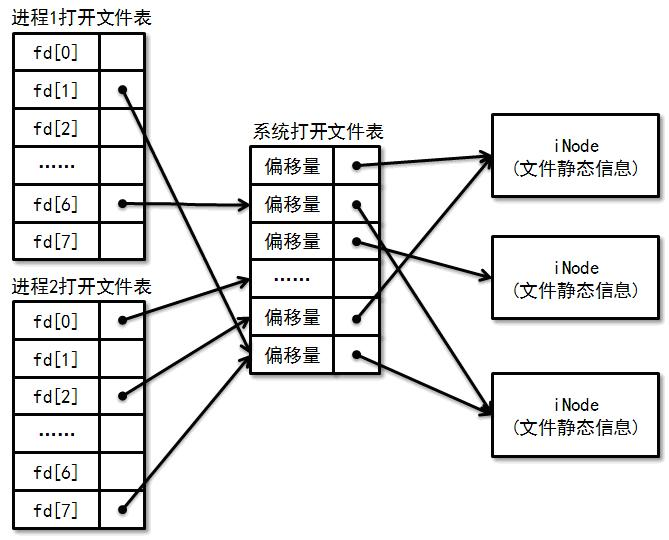 进程1打开文件表
fd[0]
fd[1]
fd[2]
……
fd[6]
fd[7]
进程2打开文件表
fd[0]
fd[1]
fd[2]
……
fd[6]
fd[7]
系统打开文件表
偏移量
偏移量
偏移量
……
偏移量
偏移量
iNode
(文件静态信息)
iNode
(文件静态信息)
iNode
(文件静态信息)